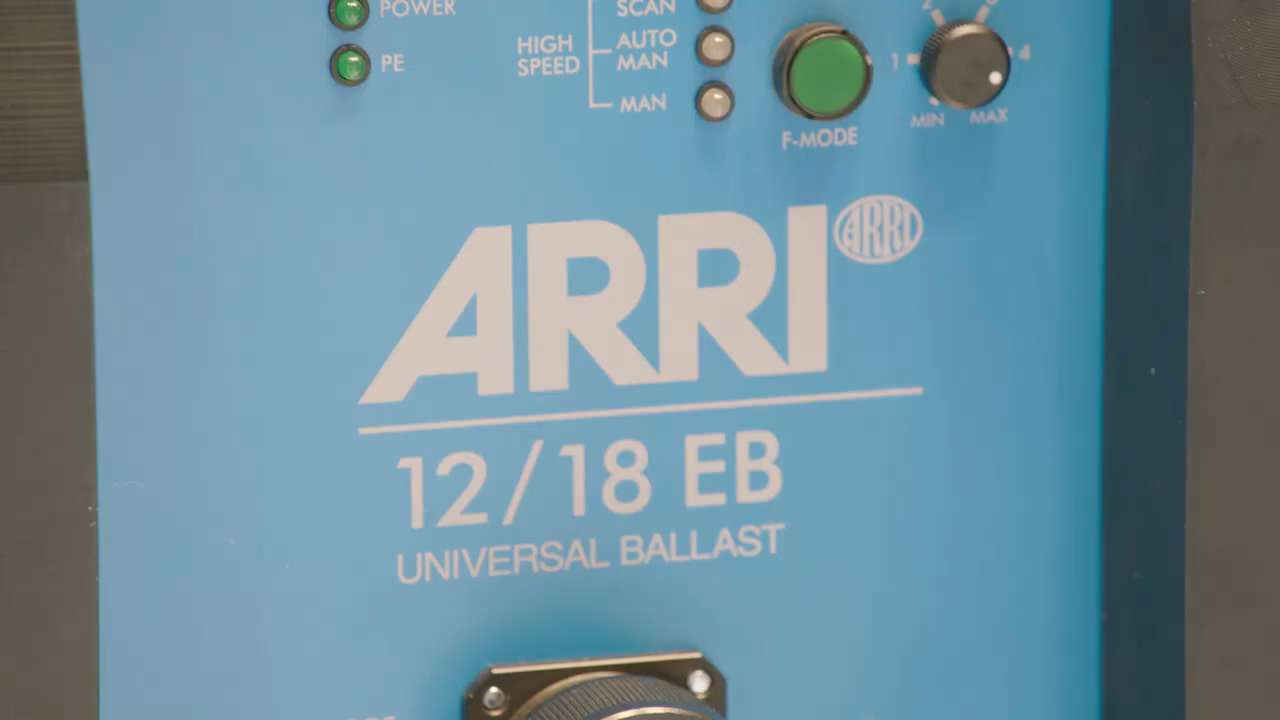 POWER
PE
SCAN
HIGH SPEED
AUTO MAN
MAN
F-MODE
1
2
4
MIN
MAX
ARRI
ARRI
12/18 EB
UNIVERSAL BALLAST